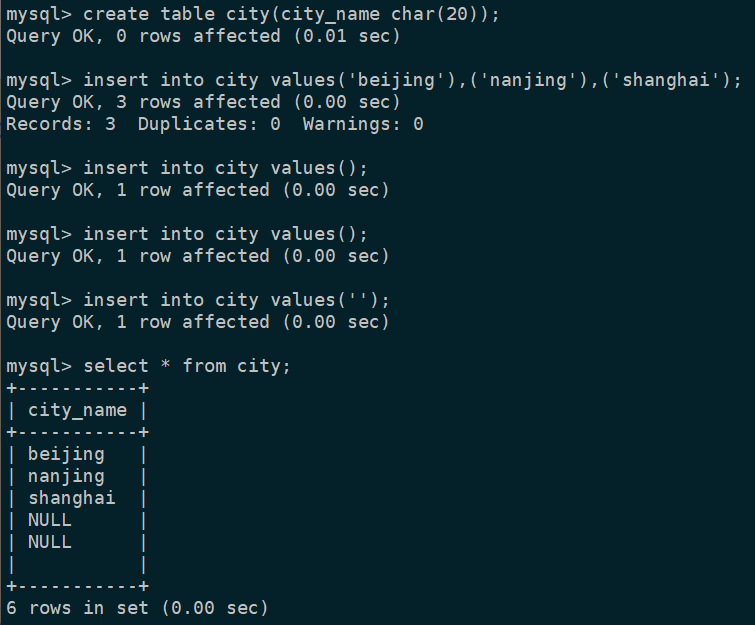 mysql> create table city(city_name char(20));
Query OK, 0 rows affected (0.01 sec)
mysql> insert into city values('beijing'),('nanjing'),('shanghai');
Query OK, 3 rows affected (0.00 sec)
Records: 3  Duplicates: 0  Warnings: 0
mysql> insert into city values();
Query OK, 1 row affected (0.00 sec)
mysql> insert into city values();
Query OK, 1 row affected (0.00 sec)
mysql> insert into city values('');
Query OK, 1 row affected (0.00 sec)
mysql> select * from city;
+-----------+
| city_name |
+-----------+
| beijing   |
| nanjing   |
| shanghai  |
| NULL      |
| NULL      |
|           |
+-----------+
6 rows in set (0.00 sec)